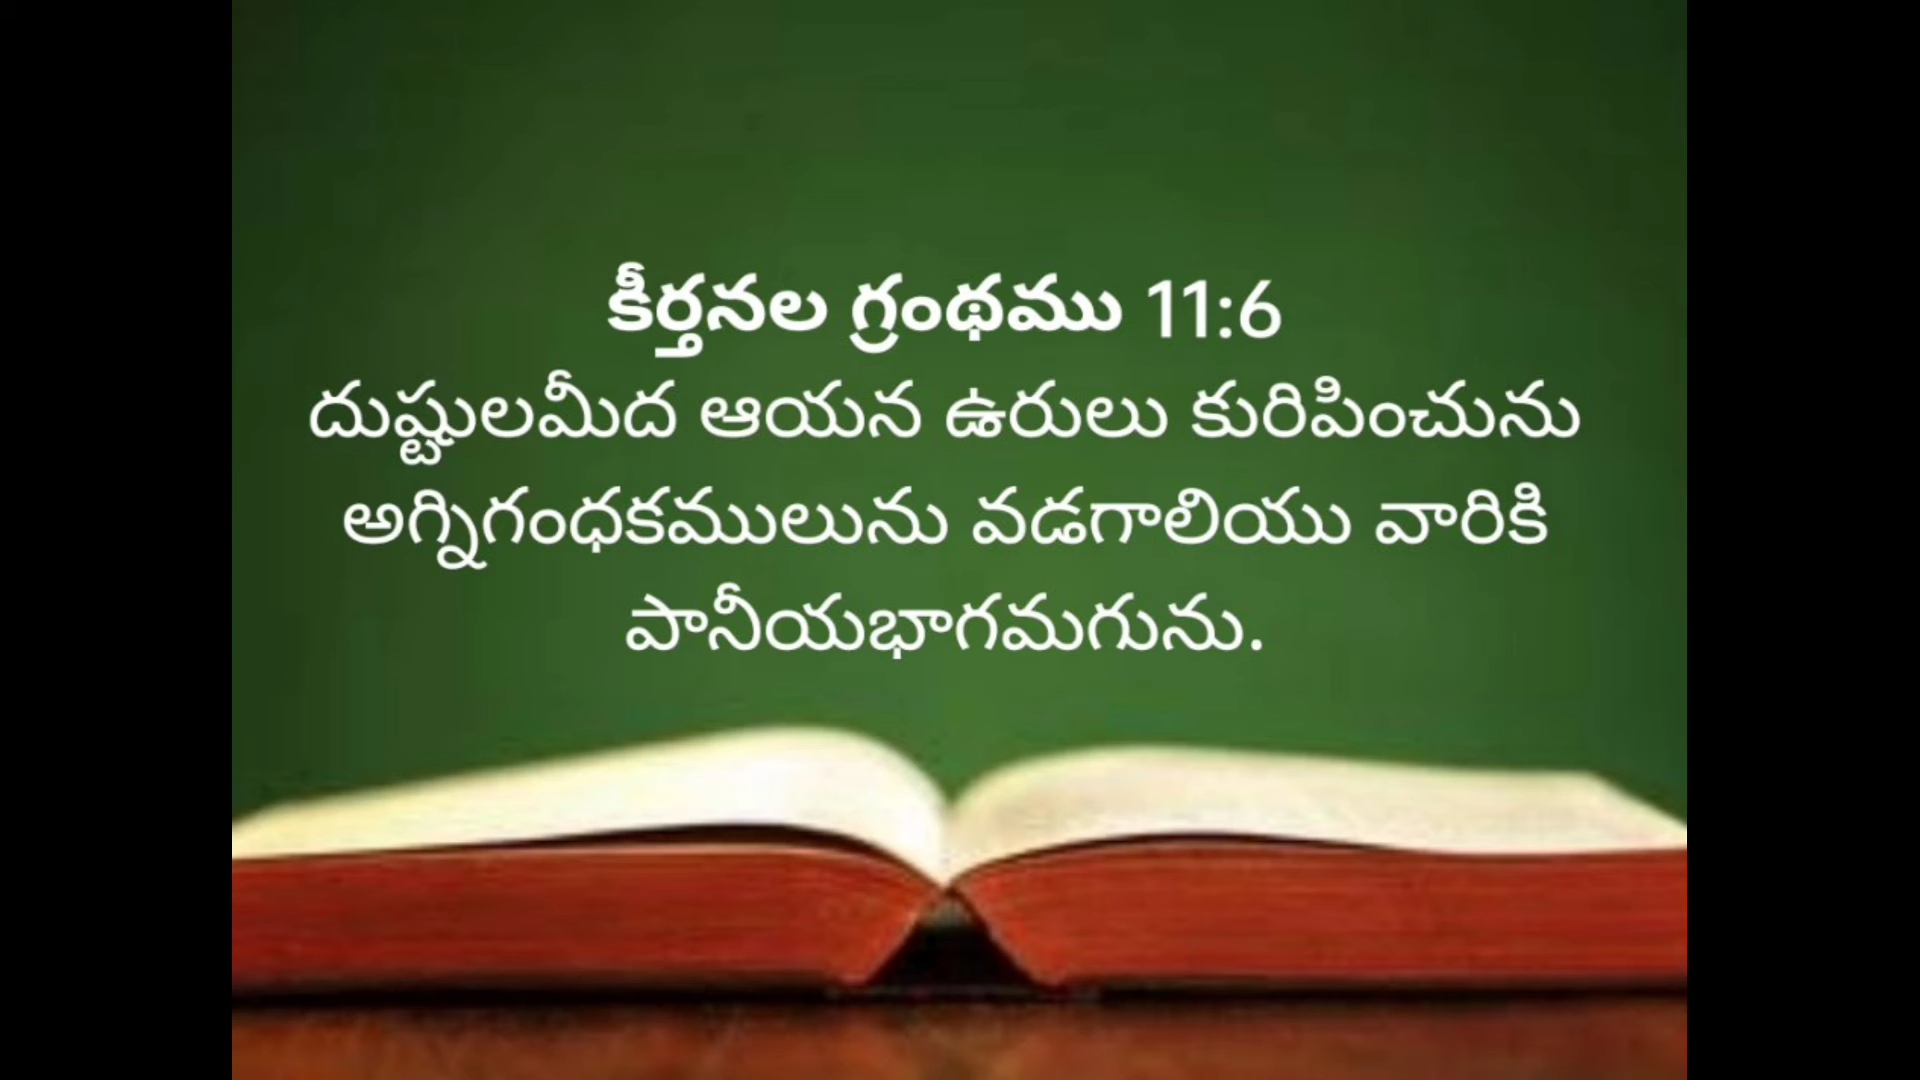 కీర్తనల గ్రంథము 11:6
దుష్టులమీద ఆయన ఉరులు కురిపించును
అగ్నిగంధకములును వడగాలియు వారికి
పానీయభాగమగును.